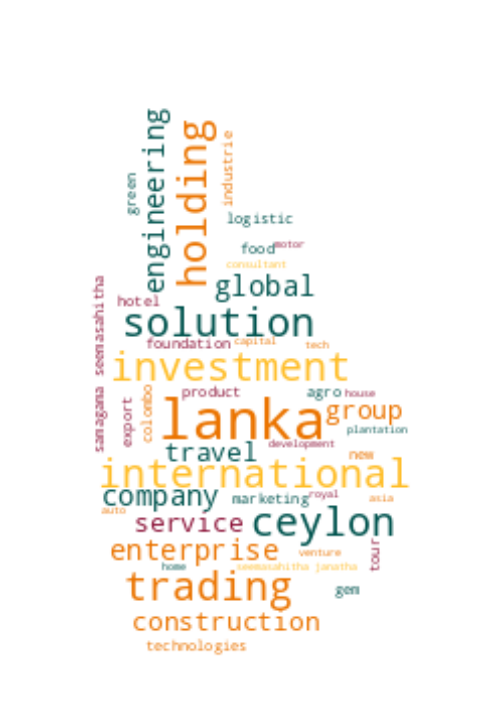 engineering
holding
industrie
green
logistic
food
motor
consultant
global
seemasahitha
hotel
solution
foundation
capital
tech
investment
samagama
export
colombo
product
agro
house
lanka
group
plantation
travel
development
new
international
company
marketing
royal
asia
auto
service
ceylon
enterprise
venture
tour
home
seemasahitha janatha
trading
gem
construction
technologies